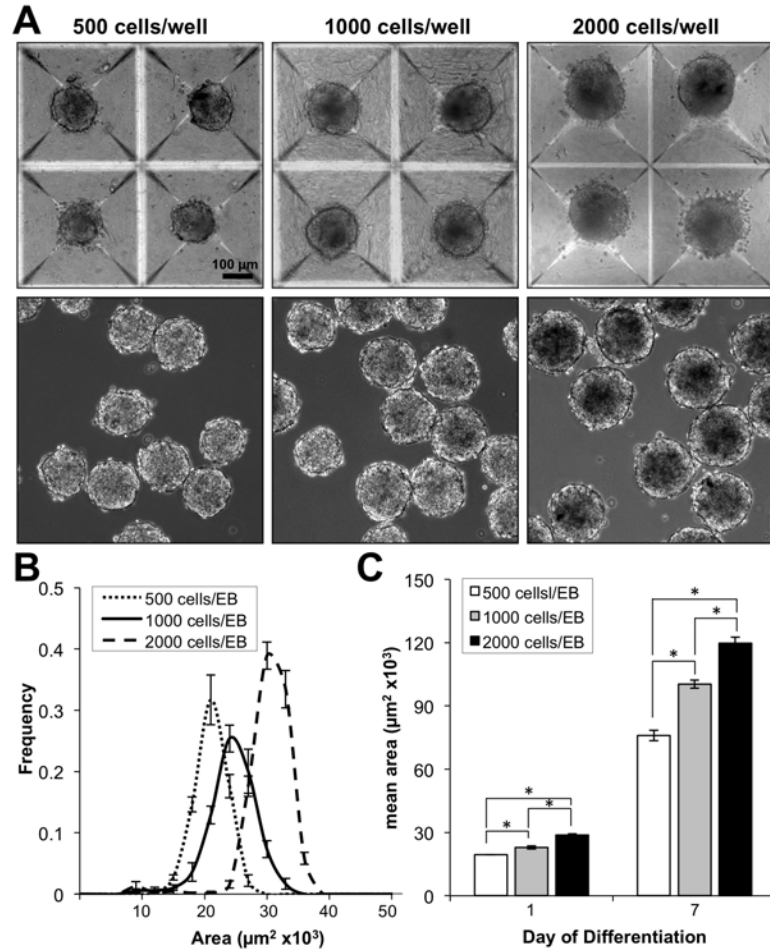 A
500 cells/well 1000 cells/well 2000 cells/well
100 µm
B
0.5
0.4
0.3
0.2
0.1
0
Frequency
500 cells/EB
1000 cells/EB
2000 cells/EB
10 20 30 40 50
Area (µm² x10³)
C
150
120
90
60
30
0
mean area (µm² x10³)
500 cellsl/EB
1000 cells/EB
2000 cells/EB
* * *
* * *
1 7
Day of Differentiation